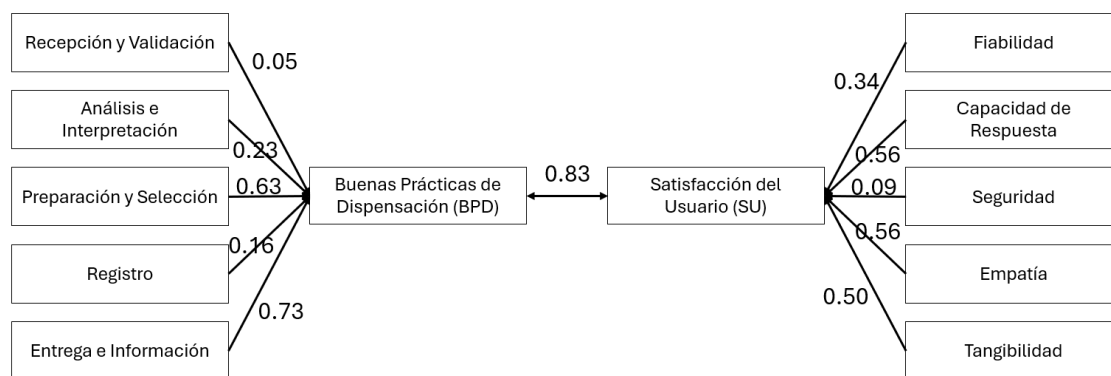 Recepción y Validación
Análisis e
Interpretación
Preparación y Selección
Registro
Entrega e Información
0.05
0.23
0.63
0.16
0.73
Buenas Prácticas de
Dispensación (BPD)
0.83
Satisfacción del
Usuario (SU)
0.34
0.56
0.09
0.56
0.50
Fiabilidad
Capacidad de
Respuesta
Seguridad
Empatía
Tangibilidad